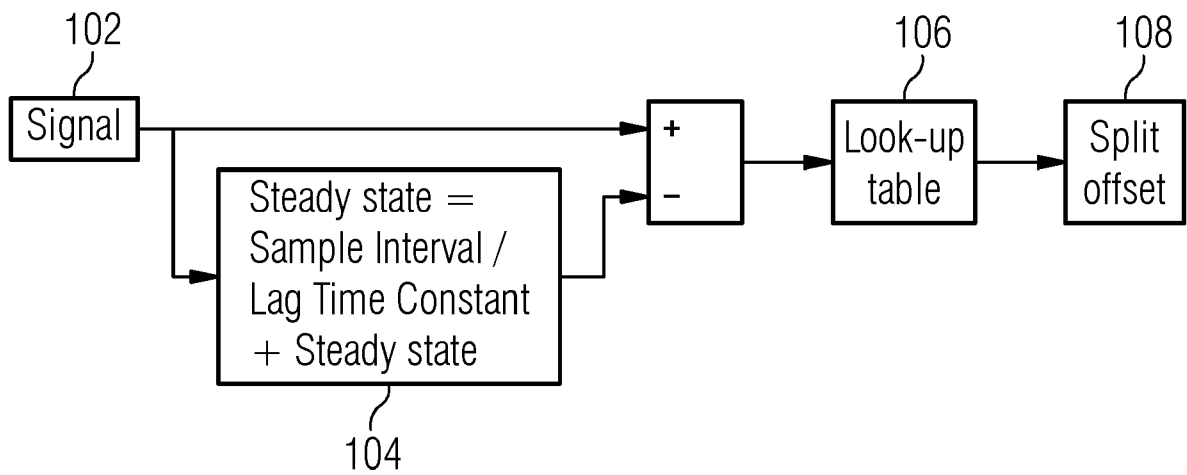 102
Signal
Steady state =
Sample Interval /
Lag Time Constant
+ Steady state
104
+
−
106
Look-up
table
108
Split
offset